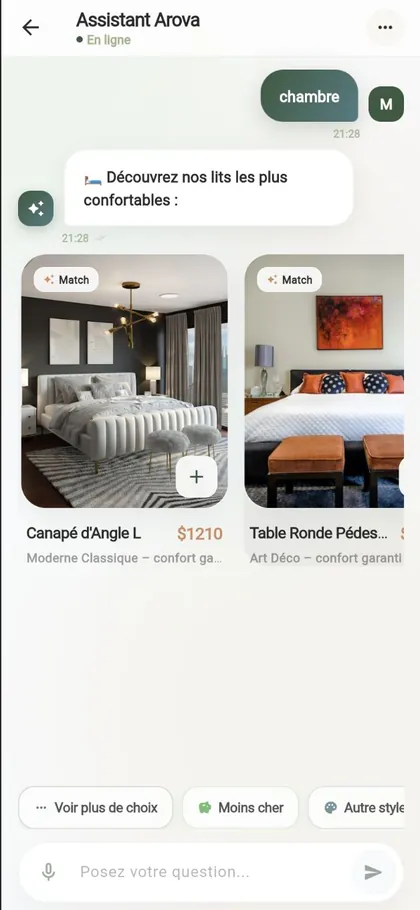 Assistant Arova
En ligne
chambre
M
21:28
🛏️ Découvrez nos lits les plus
confortables :
21:28
Match
Match
Canapé d'Angle L $1210
Table Ronde Pédes...
Moderne Classique – confort ga...
Art Déco – confort garanti
Voir plus de choix
Moins cher
Autre style
Posez votre question...